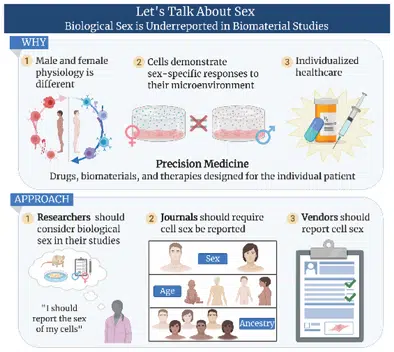 Let's Talk About Sex
Biological Sex is Underreported in Biomaterial Studies
WHY
1 Male and female
physiology is
different
2 Cells demonstrate
sex-specific responses to
their microenvironment
3 Individualized
healthcare
Precision Medicine
Drugs, biomaterials, and therapies designed for the individual patient
APPROACH
1 Researchers should
consider biological
sex in their studies
"I should
report the sex
of my cells"
2 Journals should require
cell sex be reported
Sex
Age
Ancestry
3 Vendors should
report cell sex